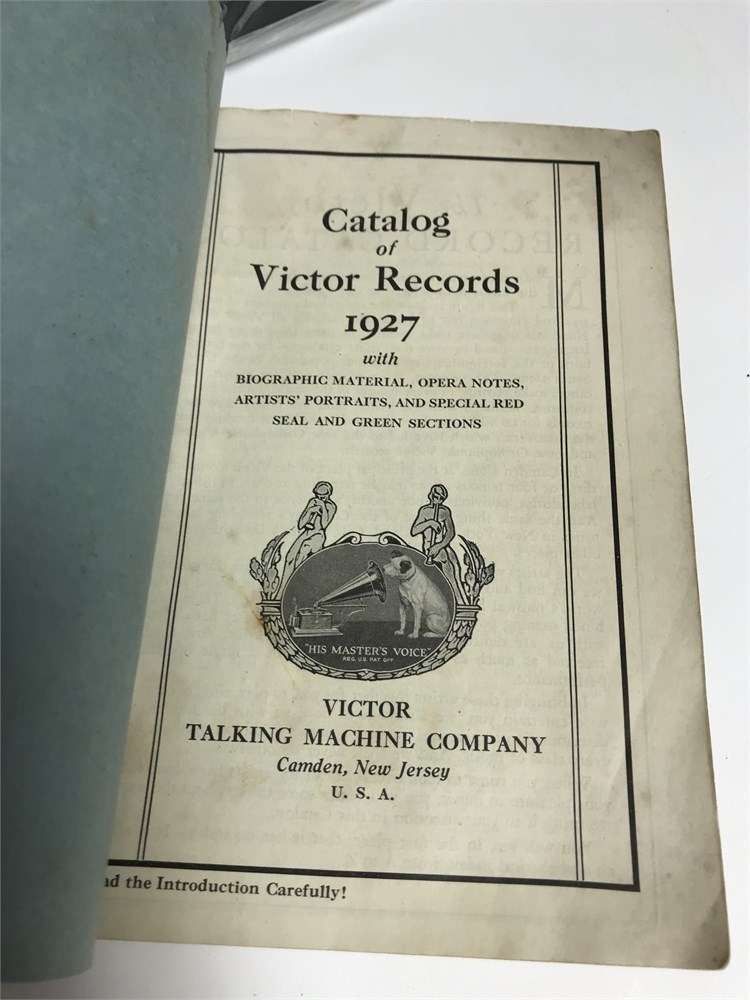 Catalog
of
Victor Records
1927
with
BIOGRAPHIC MATERIAL, OPERA NOTES,
ARTISTS' PORTRAITS, AND SPECIAL RED
SEAL AND GREEN SECTIONS
"HIS MASTER'S VOICE"
REG. U.S. PAT. OFF.
VICTOR
TALKING MACHINE COMPANY
Camden, New Jersey
U. S. A.
ad the Introduction Carefully!